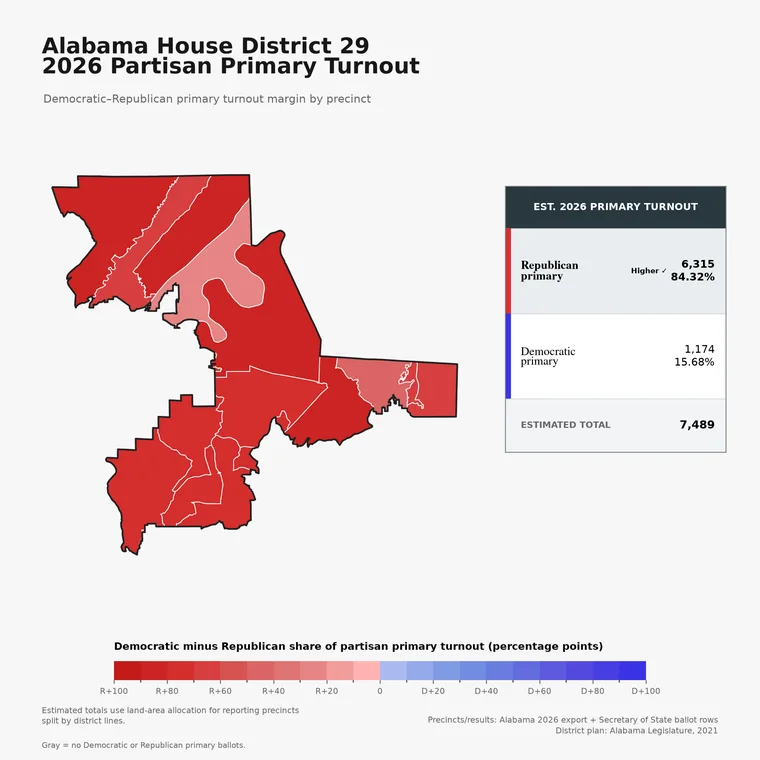 Alabama House District 29
2026 Partisan Primary Turnout
Democratic–Republican primary turnout margin by precinct
EST. 2026 PRIMARY TURNOUT
Republican
primary
Higher ✓
6,315
84.32%
Democratic
primary
1,174
15.68%
ESTIMATED TOTAL
7,489
Democratic minus Republican share of partisan primary turnout (percentage points)
R+100
R+80
R+60
R+40
R+20
0
D+20
D+40
D+60
D+80
D+100
Estimated totals use land-area allocation for reporting precincts
split by district lines.
Gray = no Democratic or Republican primary ballots.
Precincts/results: Alabama 2026 export + Secretary of State ballot rows
District plan: Alabama Legislature, 2021